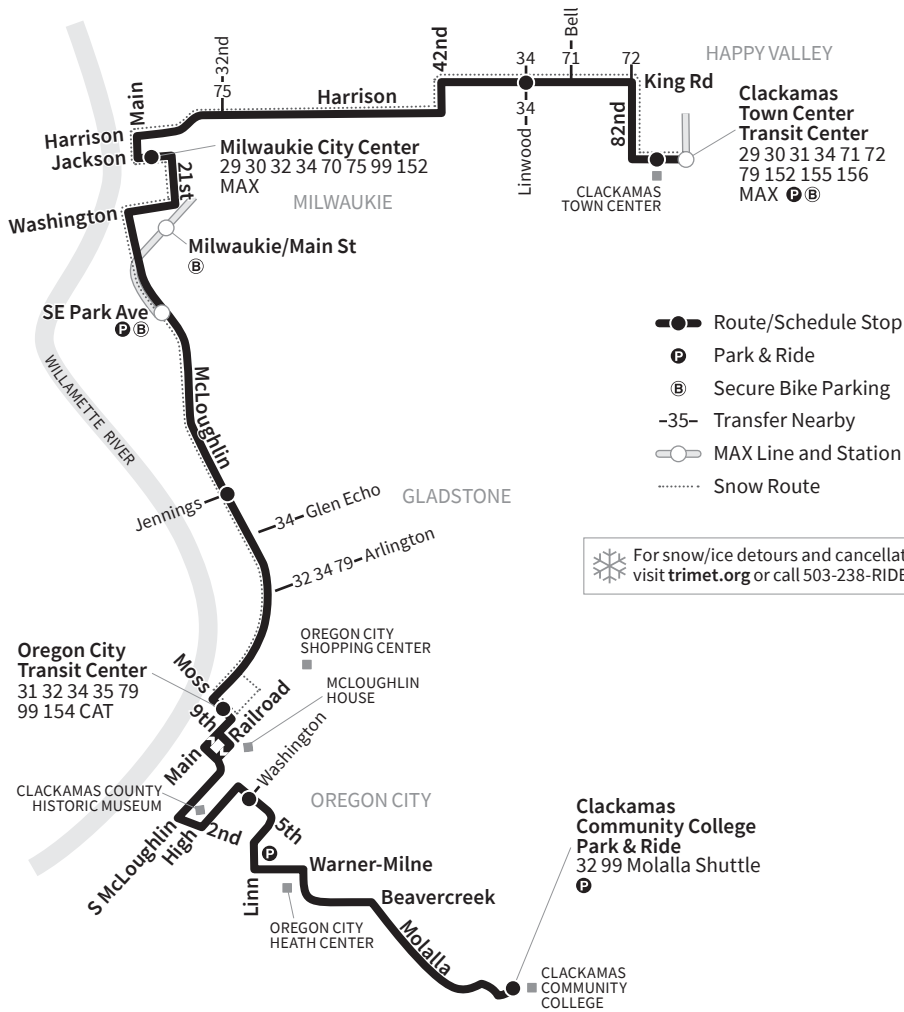 Bell
32nd
75
42nd
34
71
72
HAPPY VALLEY
Main
Harrison
King Rd
34
Linwood
82nd
Clackamas
Town Center
Transit Center
29 30 31 34 71 72
79 152 155 156
MAX P B
CLACKAMAS
TOWN CENTER
Harrison
Jackson
Milwaukie City Center
29 30 32 34 70 75 99 152
MAX
21st
MILWAUKIE
Washington
Milwaukie/Main St
B
SE Park Ave
P B
WILLAMETTE RIVER
McLoughlin
Route/Schedule Stop
P Park & Ride
B Secure Bike Parking
–35– Transfer Nearby
MAX Line and Station
Snow Route
Jennings
34 Glen Echo
GLADSTONE
32 34 79 Arlington
For snow/ice detours and cancellat
visit trimet.org or call 503-238-RIDE
OREGON CITY
SHOPPING CENTER
Oregon City
Transit Center
31 32 34 35 79
99 154 CAT
Moss
9th
Railroad
MCLOUGHLIN
HOUSE
Main
Washington
CLACKAMAS COUNTY
HISTORIC MUSEUM
S McLoughlin
High
2nd
5th
OREGON CITY
P
Linn
Warner-Milne
Beavercreek
OREGON CITY
HEATH CENTER
Molalla
Clackamas
Community College
Park & Ride
32 99 Molalla Shuttle
P
CLACKAMAS
COMMUNITY
COLLEGE